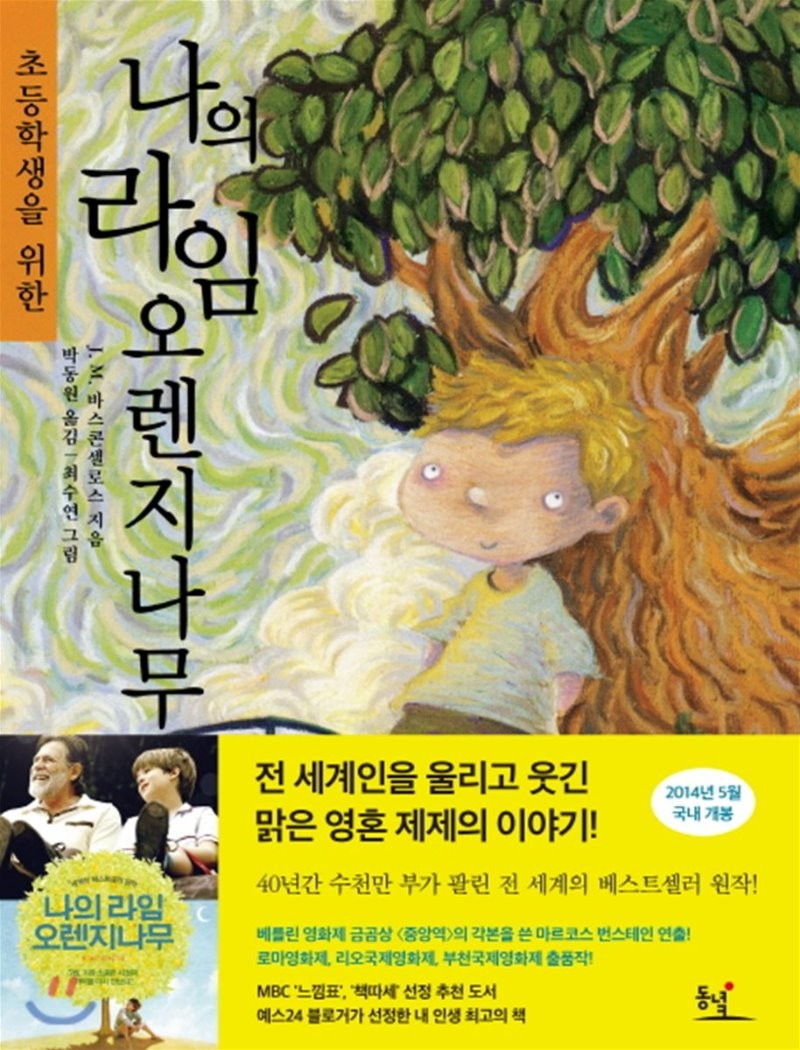 초등학생을 위한
나의
라임
오렌지나무
J. M. 바스콘셀로스 지음
박동원 옮김 — 최수연 그림
전 세계인을 울리고 웃긴
맑은 영혼 제제의 이야기!
2014년 5월
국내 개봉
40년간 수천만 부가 팔린 전 세계의 베스트셀러 원작!
베를린 영화제 금곰상 〈중앙역〉의 각본을 쓴 마르코스 번스테인 연출!
로마영화제, 리오국제영화제, 부천국제영화제 출품작!
MBC '느낌표', '책따세' 선정 추천 도서
예스24 블로거가 선정한 내 인생 최고의 책
나의 라임
오렌지나무
동녘